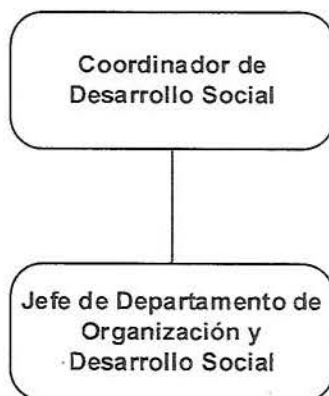 Coordinador de
Desarrollo Social
Jefe de Departamento de
Organización y
Desarrollo Social